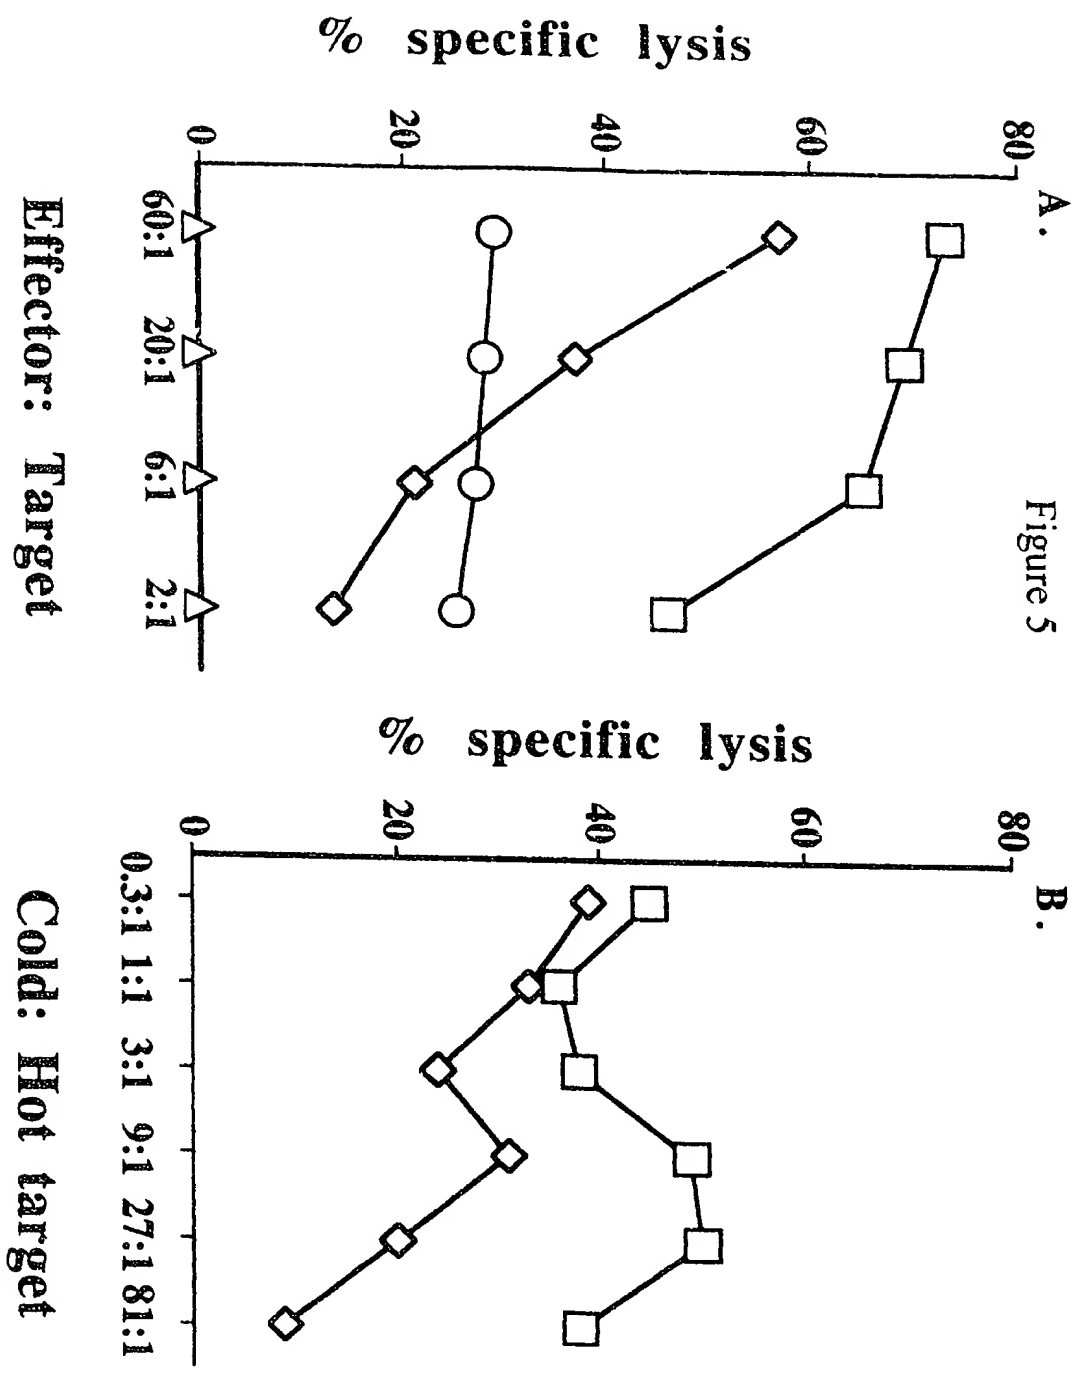 Figure 5
A.
% specific lysis
80
60
40
20
0
60:1 20:1 6:1 2:1
Effector: Target
B.
% specific lysis
80
60
40
20
0
0.3:1 1:1 3:1 9:1 27:1 81:1
Cold: Hot target